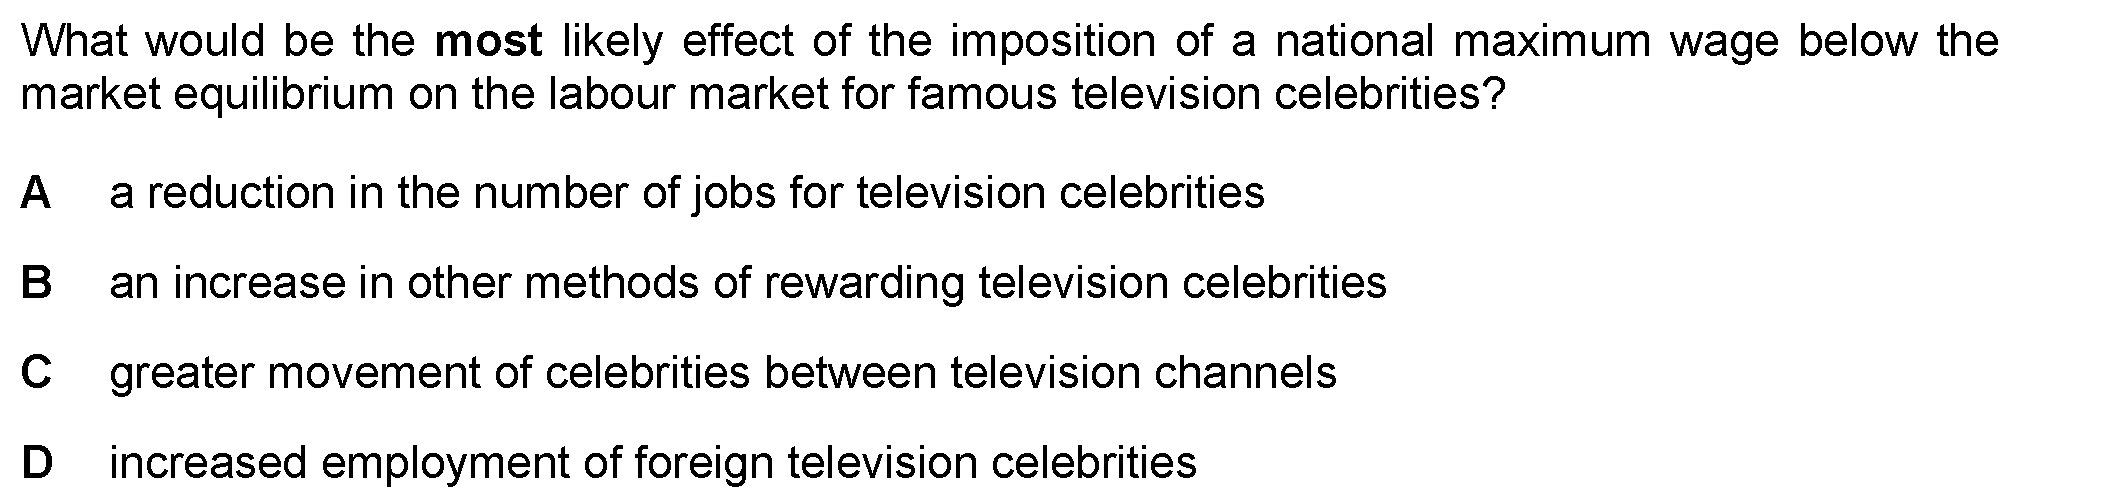 What would be the most likely effect of the imposition of a national maximum wage below the
market equilibrium on the labour market for famous television celebrities?
A a reduction in the number of jobs for television celebrities
B an increase in other methods of rewarding television celebrities
C greater movement of celebrities between television channels
D increased employment of foreign television celebrities